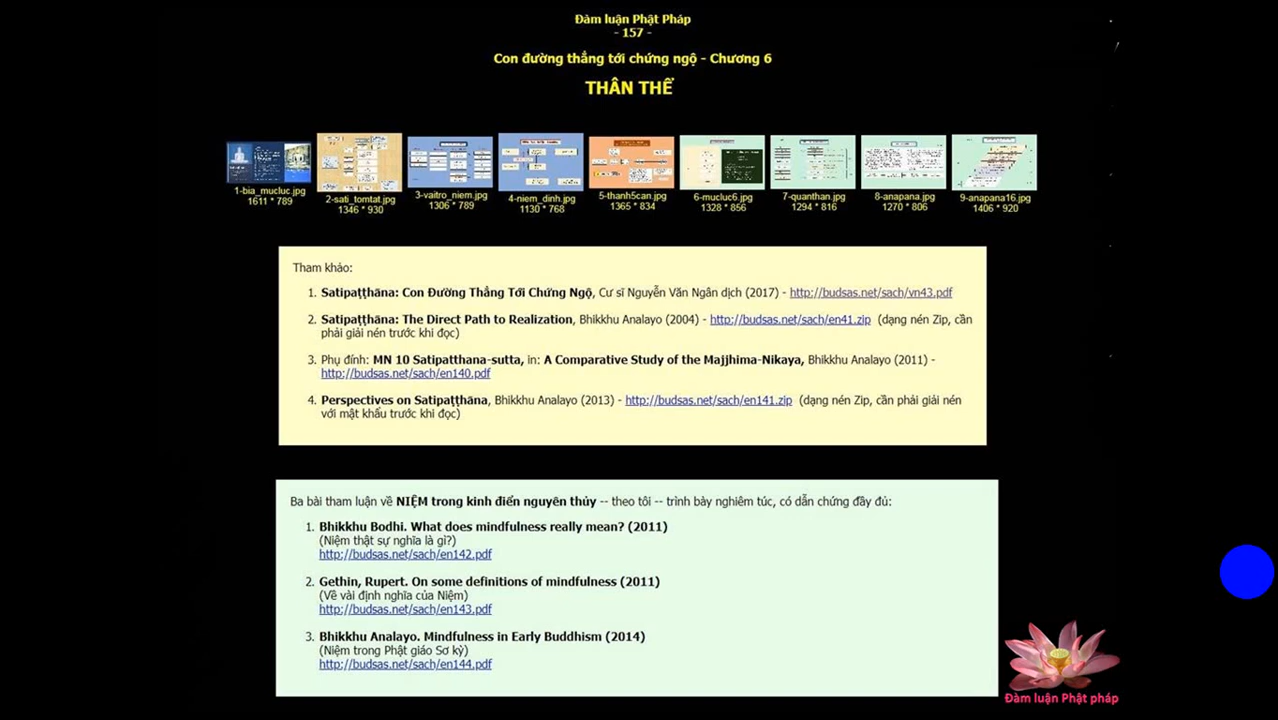 Đàm luận Phật Pháp
- 157 -
Con đường thẳng tới chứng ngộ - Chương 6
THÂN THỂ
1-bia_mucluc.jpg
1611 * 789
2-sati_tomtat.jpg
1346 * 930
3-vaitro_niem.jpg
1306 * 789
4-niem_dinh.jpg
1130 * 768
5-thanh5can.jpg
1365 * 834
6-mucluc6.jpg
1328 * 856
7-quanthan.jpg
1294 * 816
8-anapana.jpg
1270 * 806
9-anapana16.jpg
1406 * 920
Tham khảo:
1. Satipaṭṭhāna: Con Đường Thẳng Tới Chứng Ngộ, Cư sĩ Nguyễn Văn Ngân dịch (2017) - http://budsas.net/sach/vn43.pdf
2. Satipaṭṭhāna: The Direct Path to Realization, Bhikkhu Analayo (2004) - http://budsas.net/sach/en41.zip (dạng nén Zip, cần
phải giải nén trước khi đọc)
3. Phụ đính: MN 10 Satipatthana-sutta, in: A Comparative Study of the Majjhima-Nikaya, Bhikkhu Analayo (2011) -
http://budsas.net/sach/en140.pdf
4. Perspectives on Satipaṭṭhāna, Bhikkhu Analayo (2013) - http://budsas.net/sach/en141.zip (dạng nén Zip, cần phải giải nén
với mật khẩu trước khi đọc)
Ba bài tham luận về NIỆM trong kinh điển nguyên thủy -- theo tôi -- trình bày nghiêm túc, có dẫn chứng đầy đủ:
1. Bhikkhu Bodhi. What does mindfulness really mean? (2011)
(Niệm thật sự nghĩa là gì?)
http://budsas.net/sach/en142.pdf
2. Gethin, Rupert. On some definitions of mindfulness (2011)
(Về vài định nghĩa của Niệm)
http://budsas.net/sach/en143.pdf
3. Bhikkhu Analayo. Mindfulness in Early Buddhism (2014)
(Niệm trong Phật giáo Sơ kỳ)
http://budsas.net/sach/en144.pdf
Đàm luận Phật pháp